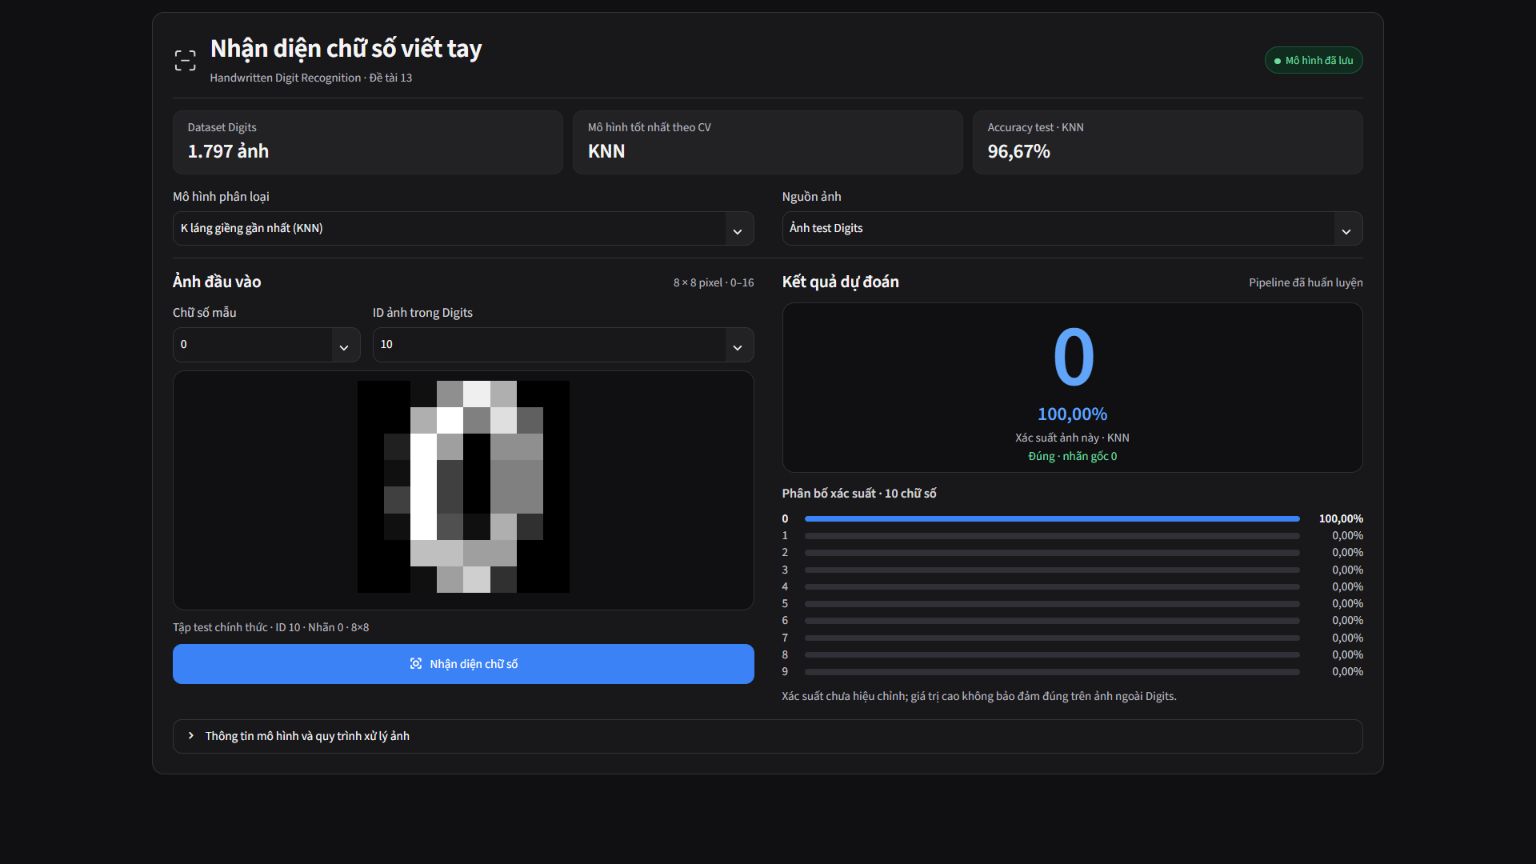 Nhận diện chữ số viết tay
Handwritten Digit Recognition · Đề tài 13
Mô hình đã lưu
Dataset Digits
1.797 ảnh
Mô hình tốt nhất theo CV
KNN
Accuracy test · KNN
96,67%
Mô hình phân loại
K láng giềng gần nhất (KNN)
Nguồn ảnh
Ảnh test Digits
Ảnh đầu vào
8 × 8 pixel · 0–16
Chữ số mẫu
0
ID ảnh trong Digits
10
Tập test chính thức · ID 10 · Nhãn 0 · 8×8
Nhận diện chữ số
Kết quả dự đoán
Pipeline đã huấn luyện
0
100,00%
Xác suất ảnh này · KNN
Đúng · nhãn gốc 0
Phân bố xác suất · 10 chữ số
0 100,00%
1 0,00%
2 0,00%
3 0,00%
4 0,00%
5 0,00%
6 0,00%
7 0,00%
8 0,00%
9 0,00%
Xác suất chưa hiệu chỉnh; giá trị cao không bảo đảm đúng trên ảnh ngoài Digits.
Thông tin mô hình và quy trình xử lý ảnh